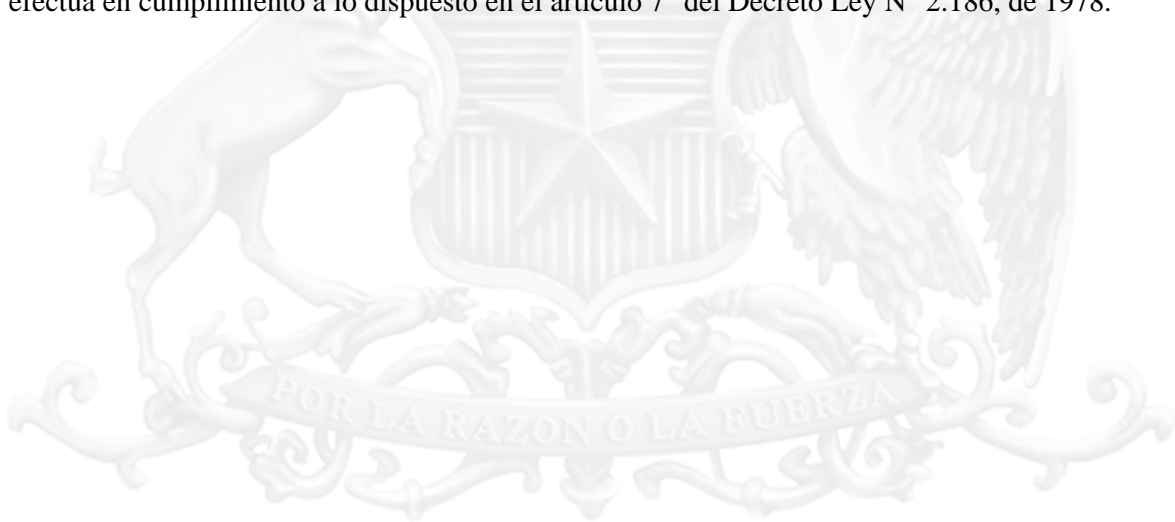 efectúa en cumplimiento a lo dispuesto en el artículo 7° del Decreto Ley N° 2.186, de 1978.
POR LA RAZON O LA FUERZA